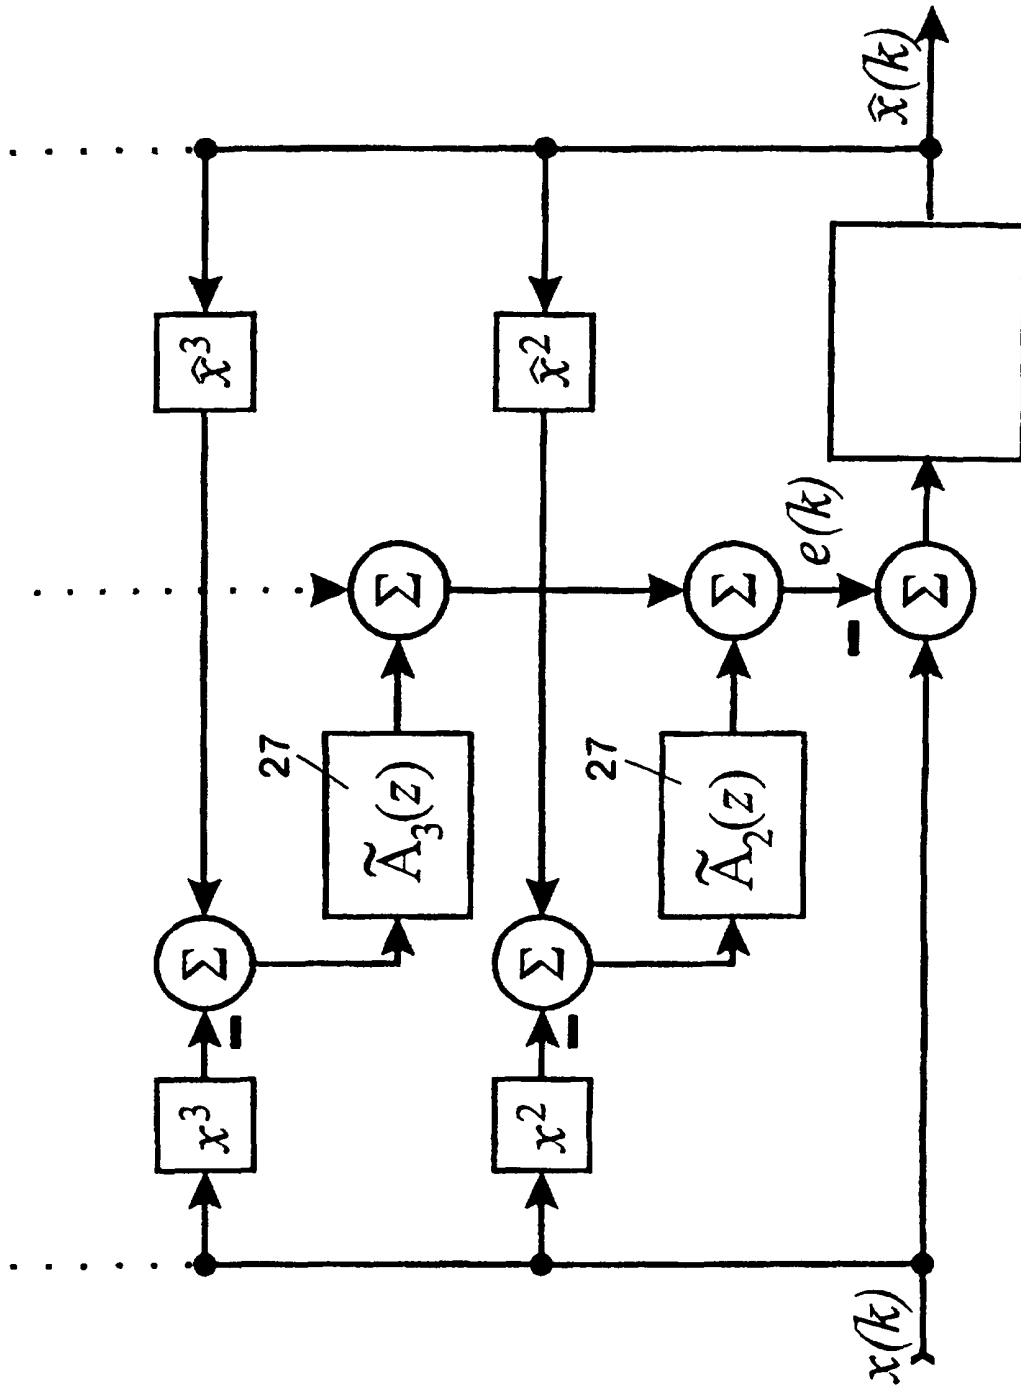 x̂(k)
x̂³
x̂²
e(k)
Σ
Σ
Σ
27
Ã₃(z)
27
Ã₂(z)
Σ
Σ
x³
x²
x(k)